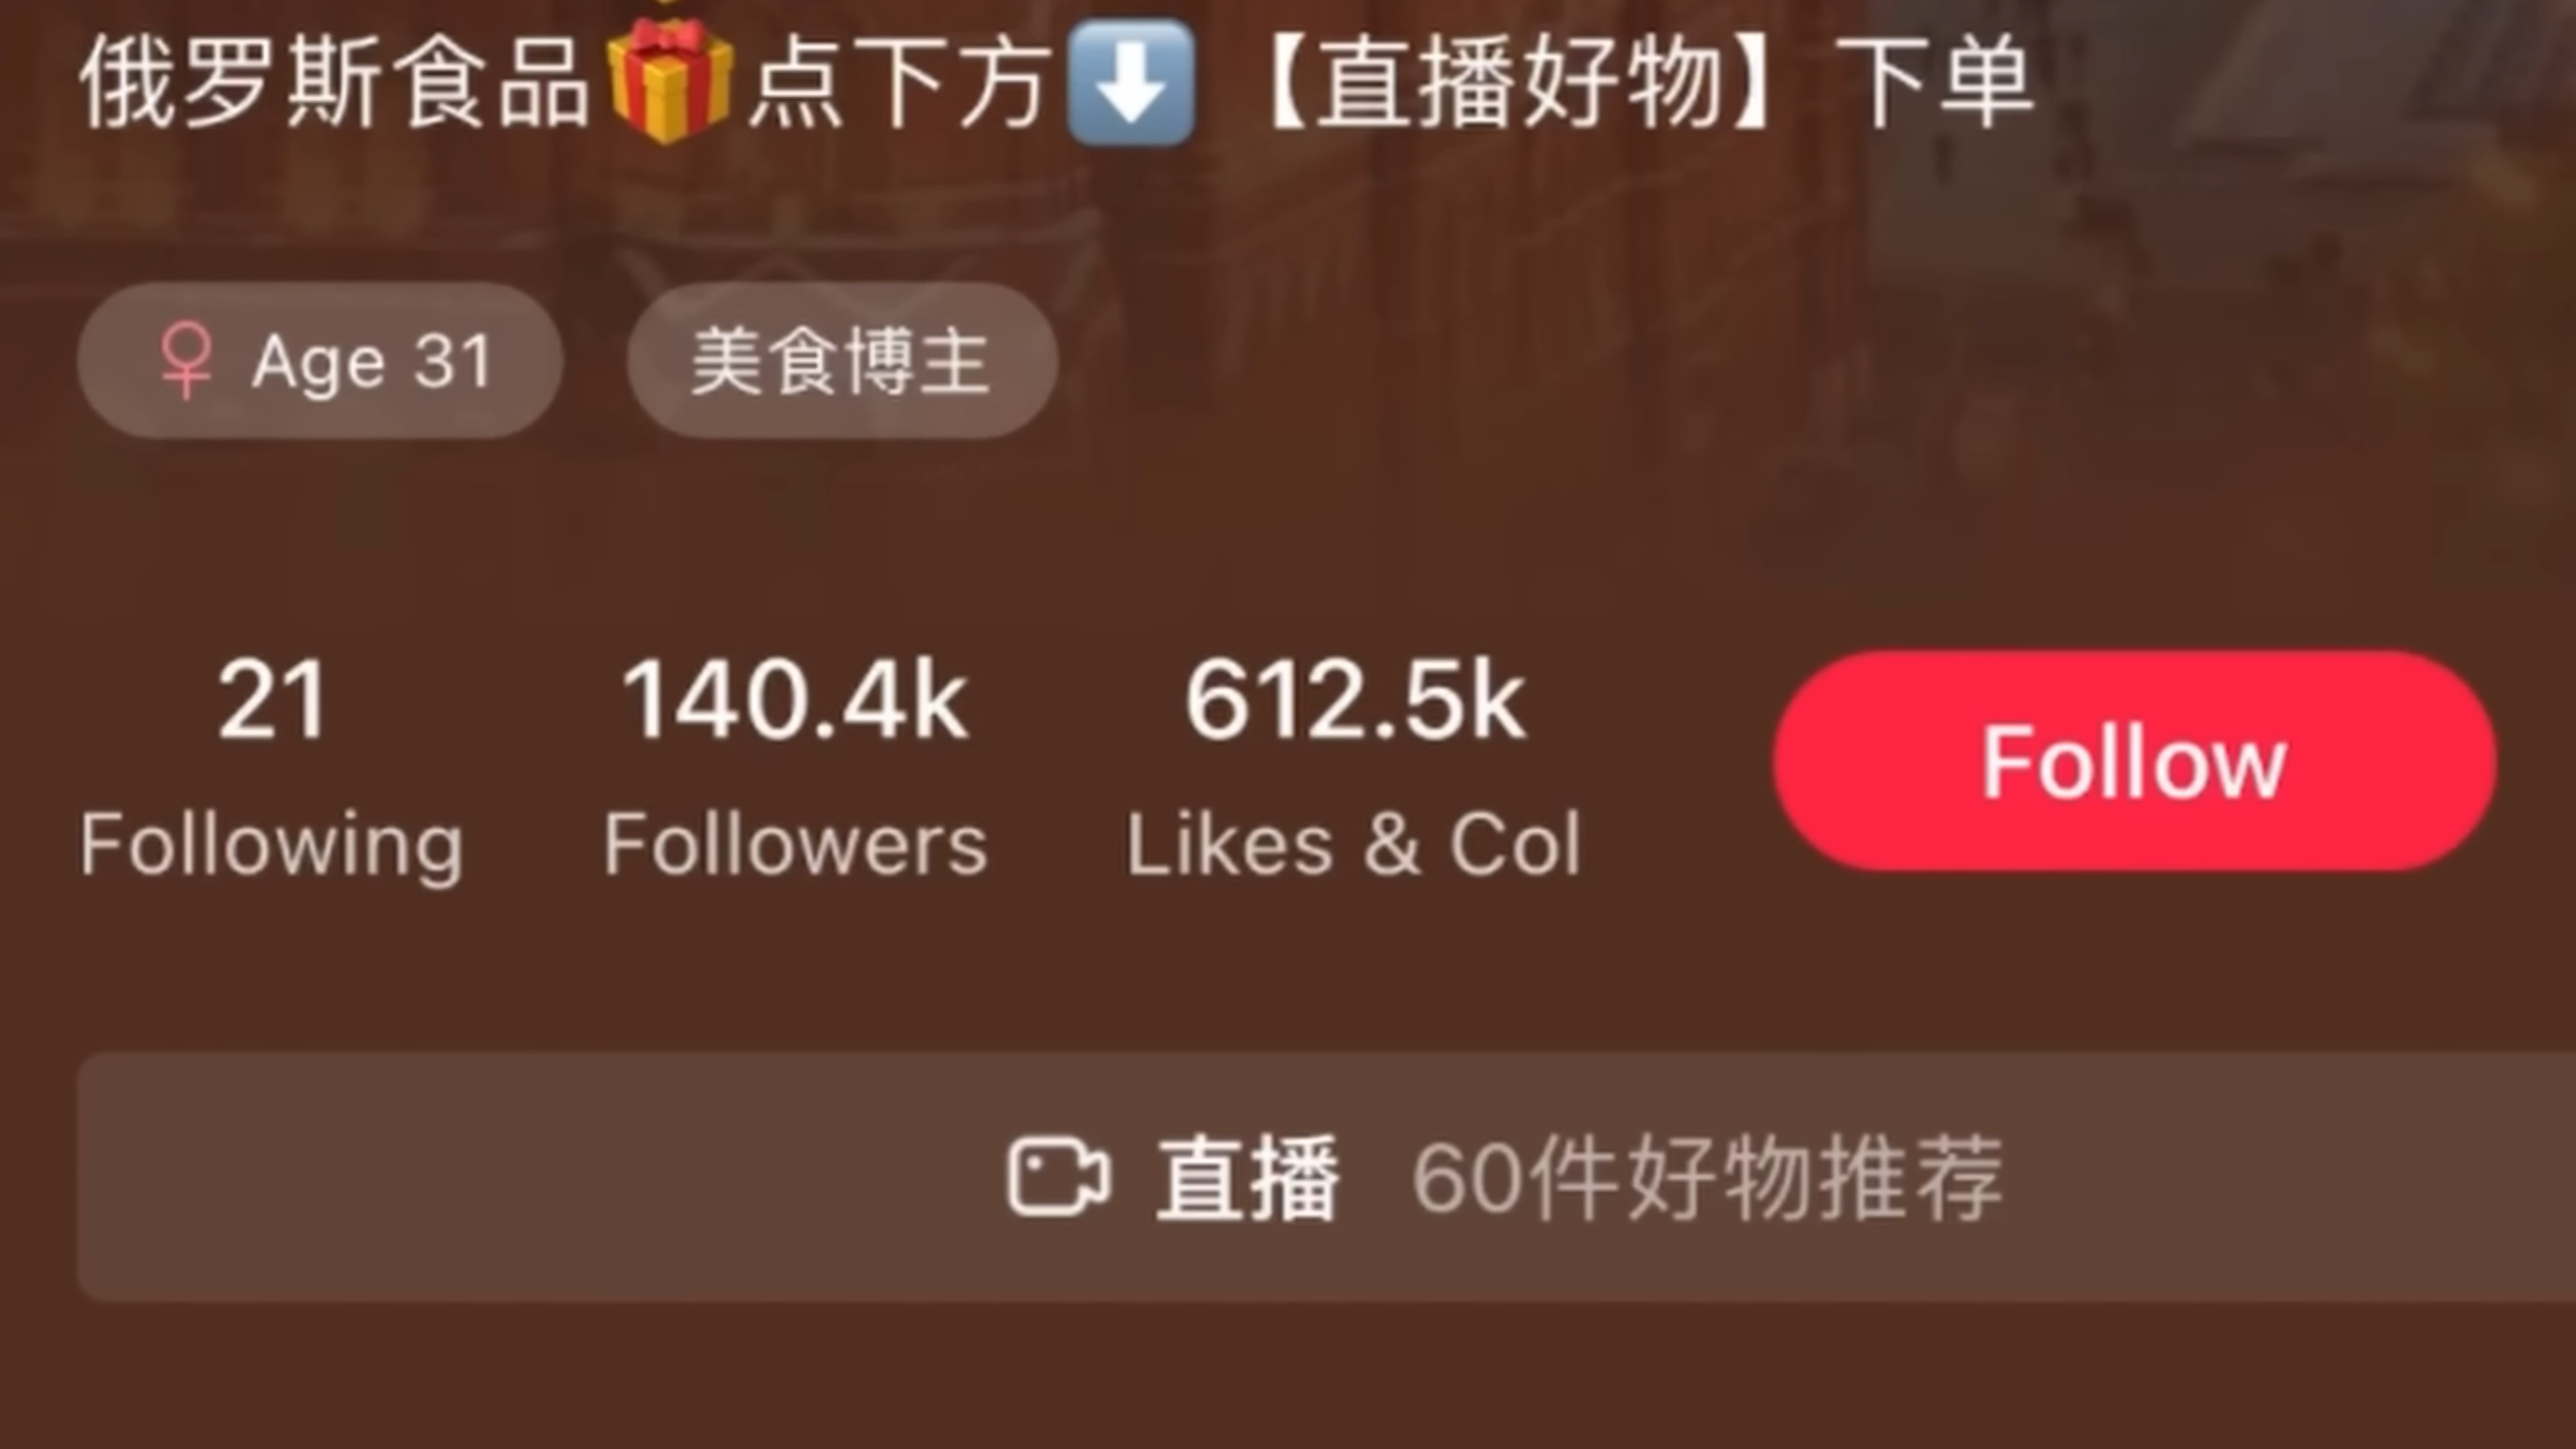 俄罗斯食品🎁点下方⬇️【直播好物】下单
♀ Age 31 美食博主
21 140.4k 612.5k
Following Followers Likes & Col
Follow
直播 60件好物推荐